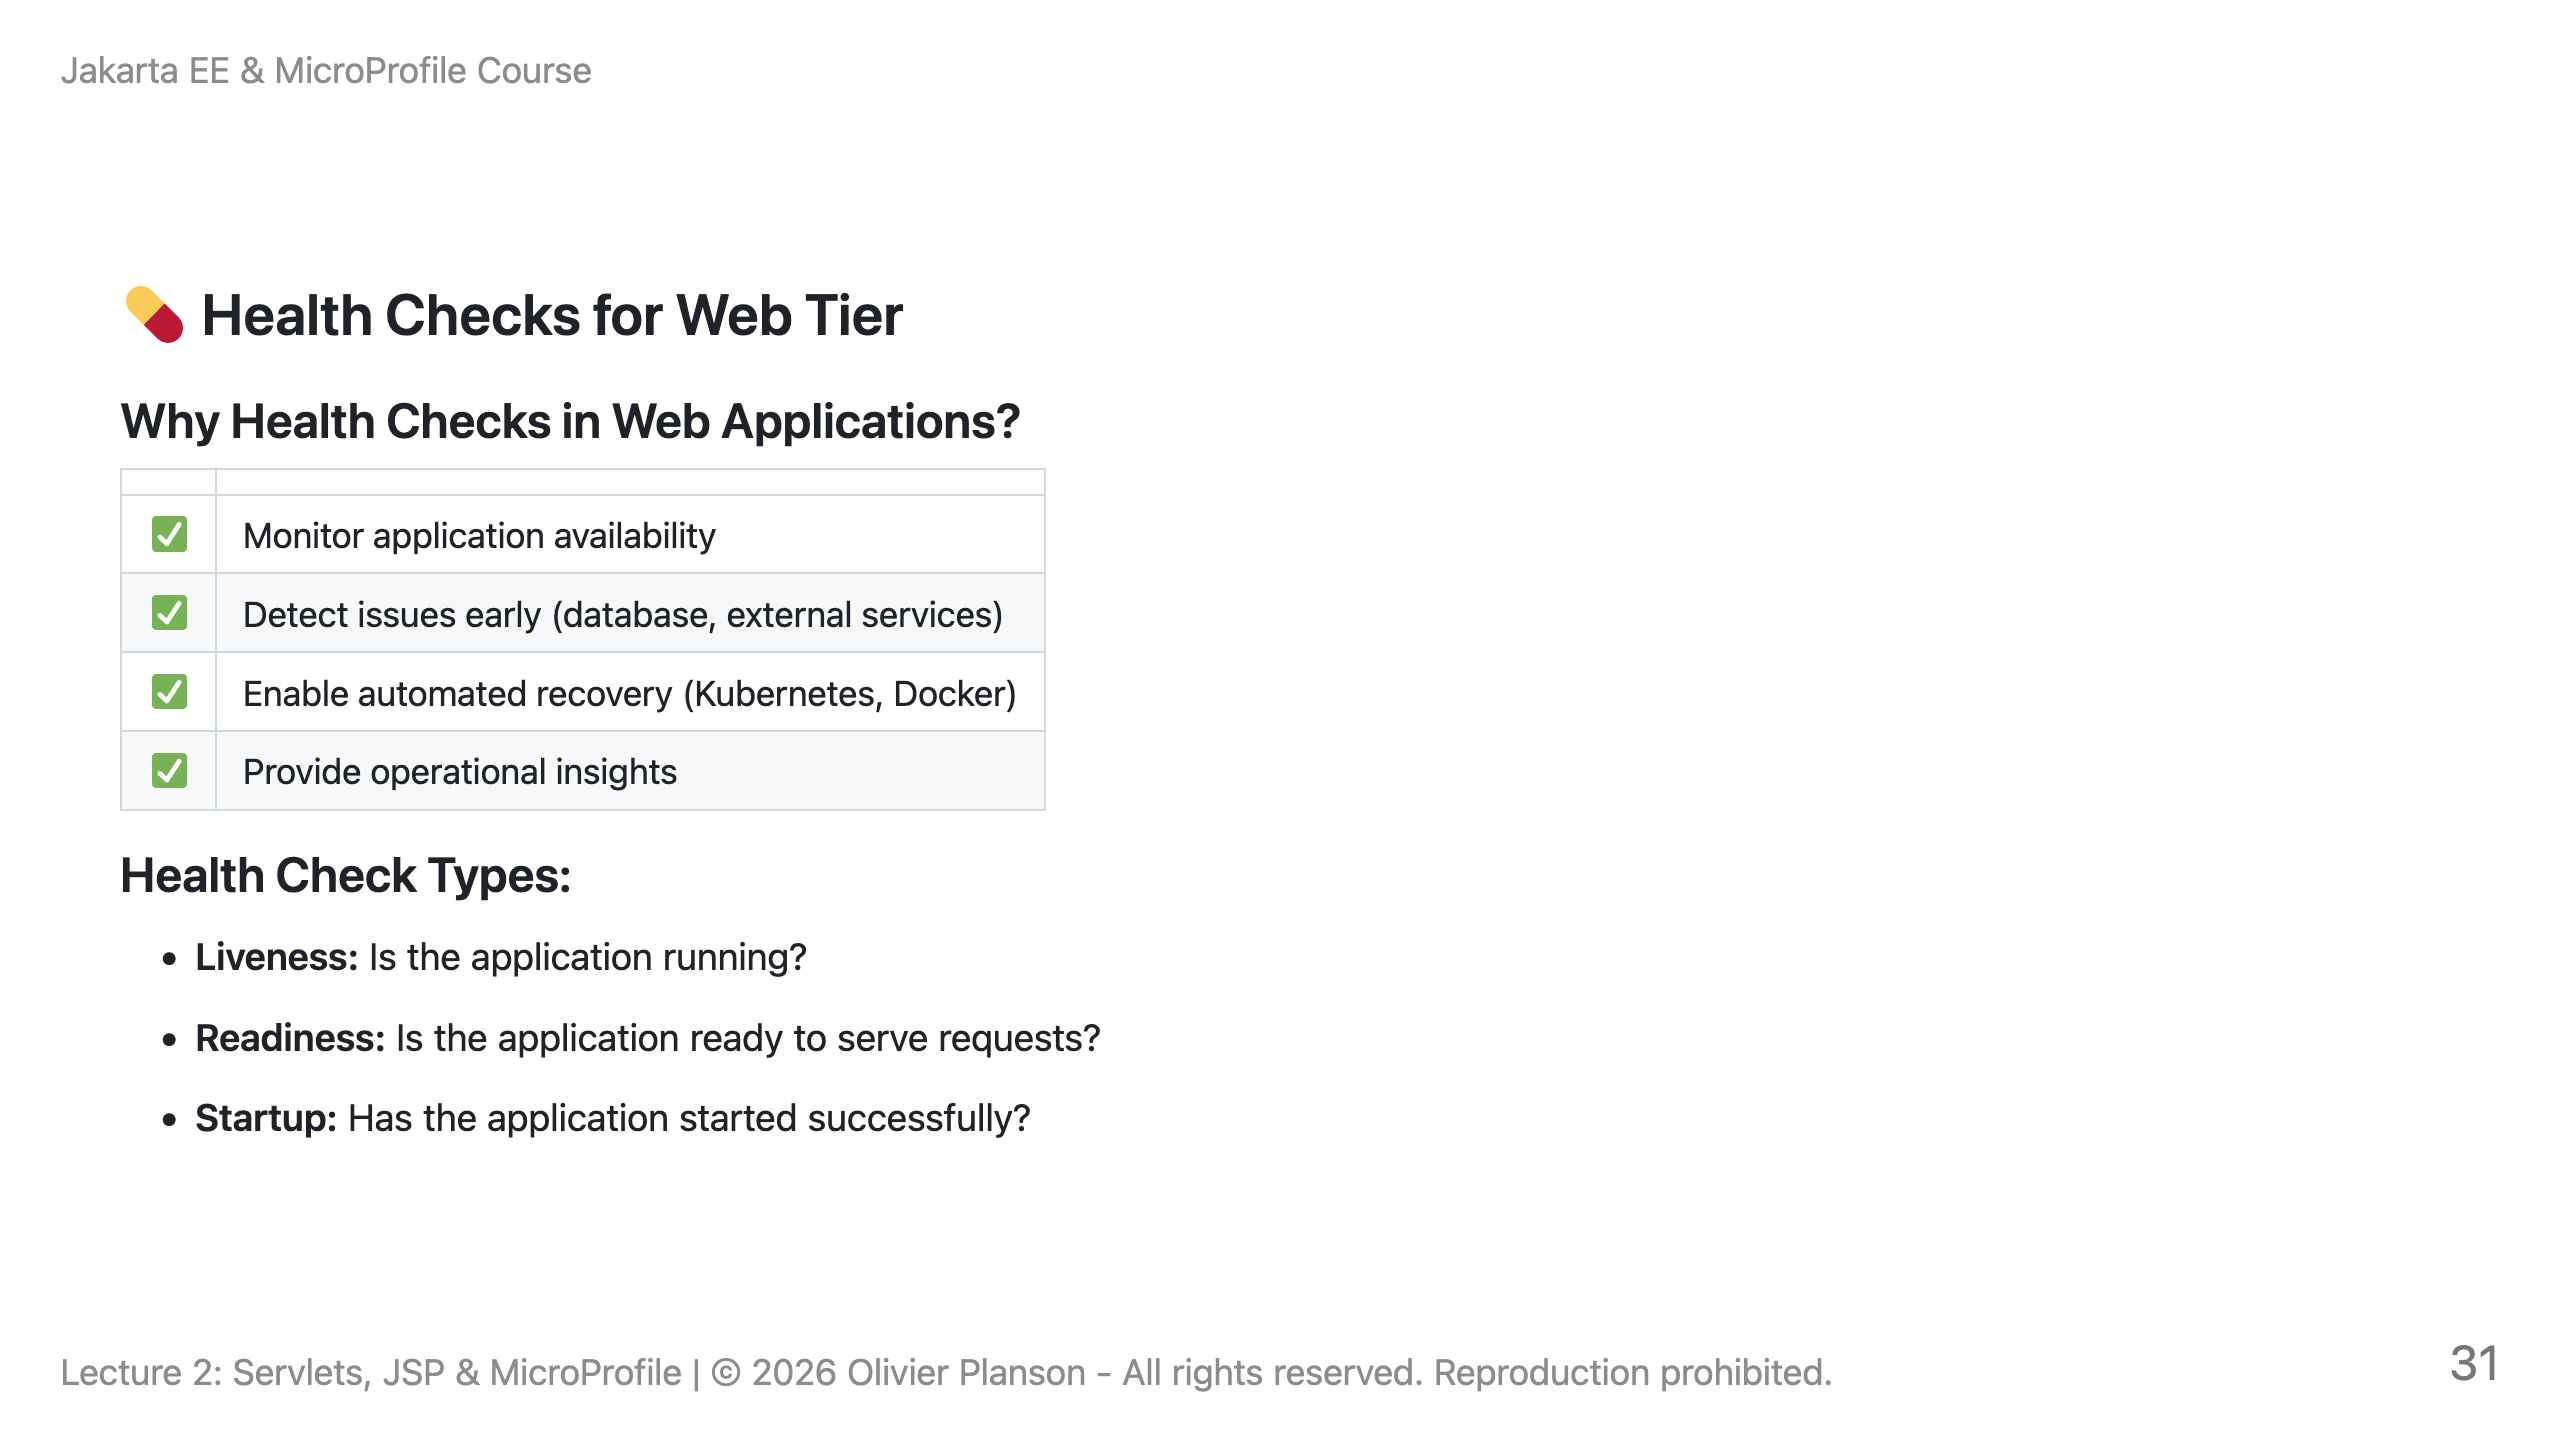 Jakarta EE & MicroProfile Course
💊 Health Checks for Web Tier
Why Health Checks in Web Applications?
✅ Monitor application availability
✅ Detect issues early (database, external services)
✅ Enable automated recovery (Kubernetes, Docker)
✅ Provide operational insights
Health Check Types:
• Liveness: Is the application running?
• Readiness: Is the application ready to serve requests?
• Startup: Has the application started successfully?
Lecture 2: Servlets, JSP & MicroProfile | © 2026 Olivier Planson - All rights reserved. Reproduction prohibited.
31